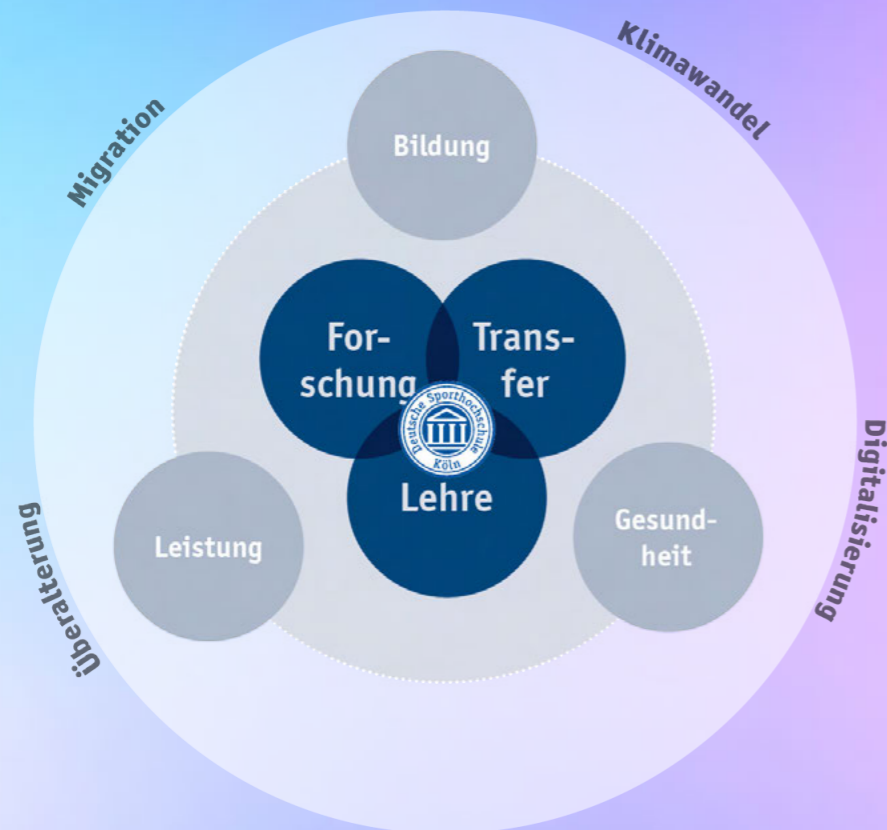 Klimawandel
Migration
Bildung
For-
schung
Trans-
fer
Deutsche Sporthochschule
Köln
Lehre
Leistung
Gesund-
heit
Digitalisierung
Überalterung